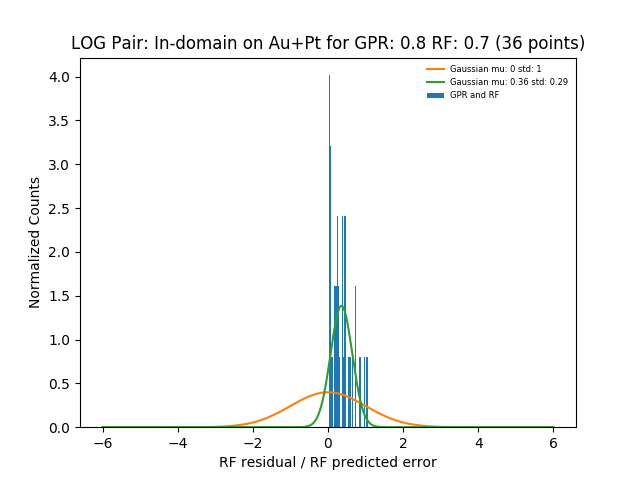 LOG Pair: In-domain on Au+Pt for GPR: 0.8 RF: 0.7 (36 points)
Gaussian mu: 0 std: 1
Gaussian mu: 0.36 std: 0.29
GPR and RF
Normalized Counts
4.0
3.5
3.0
2.5
2.0
1.5
1.0
0.5
0.0
−6 −4 −2 0 2 4 6
RF residual / RF predicted error